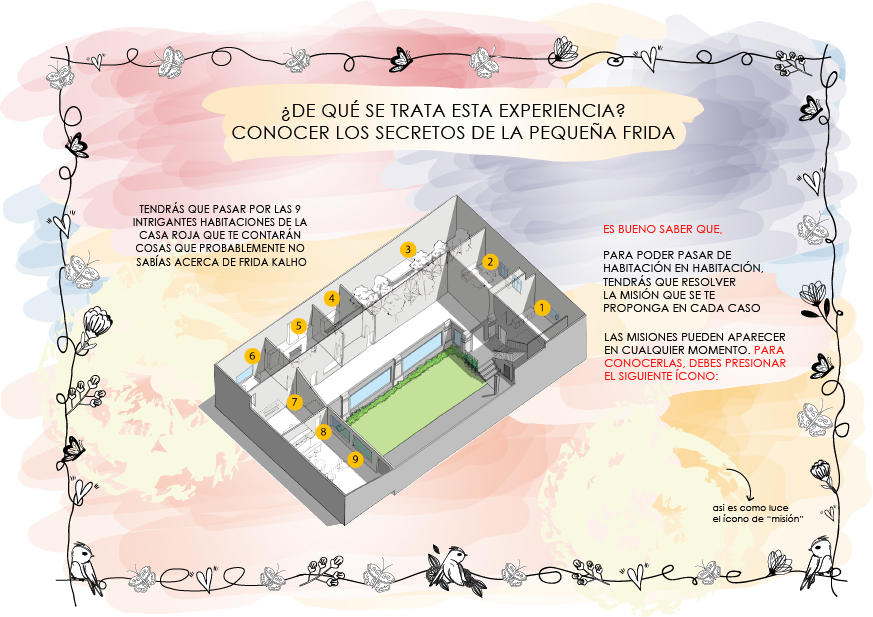 ¿DE QUÉ SE TRATA ESTA EXPERIENCIA?
CONOCER LOS SECRETOS DE LA PEQUEÑA FRIDA
TENDRÁS QUE PASAR POR LAS 9
INTRIGANTES HABITACIONES DE LA
CASA ROJA QUE TE CONTARÁN
COSAS QUE PROBABLEMENTE NO
SABÍAS ACERCA DE FRIDA KALHO
3
2
4
1
5
6
7
8
9
ES BUENO SABER QUE,
PARA PODER PASAR DE
HABITACIÓN EN HABITACIÓN,
TENDRÁS QUE RESOLVER
LA MISIÓN QUE SE TE
PROPONGA EN CADA CASO
LAS MISIONES PUEDEN APARECER
EN CUALQUIER MOMENTO. PARA
CONOCERLAS, DEBES PRESIONAR
EL SIGUIENTE ÍCONO:
asi es como luce
el ícono de “misión”